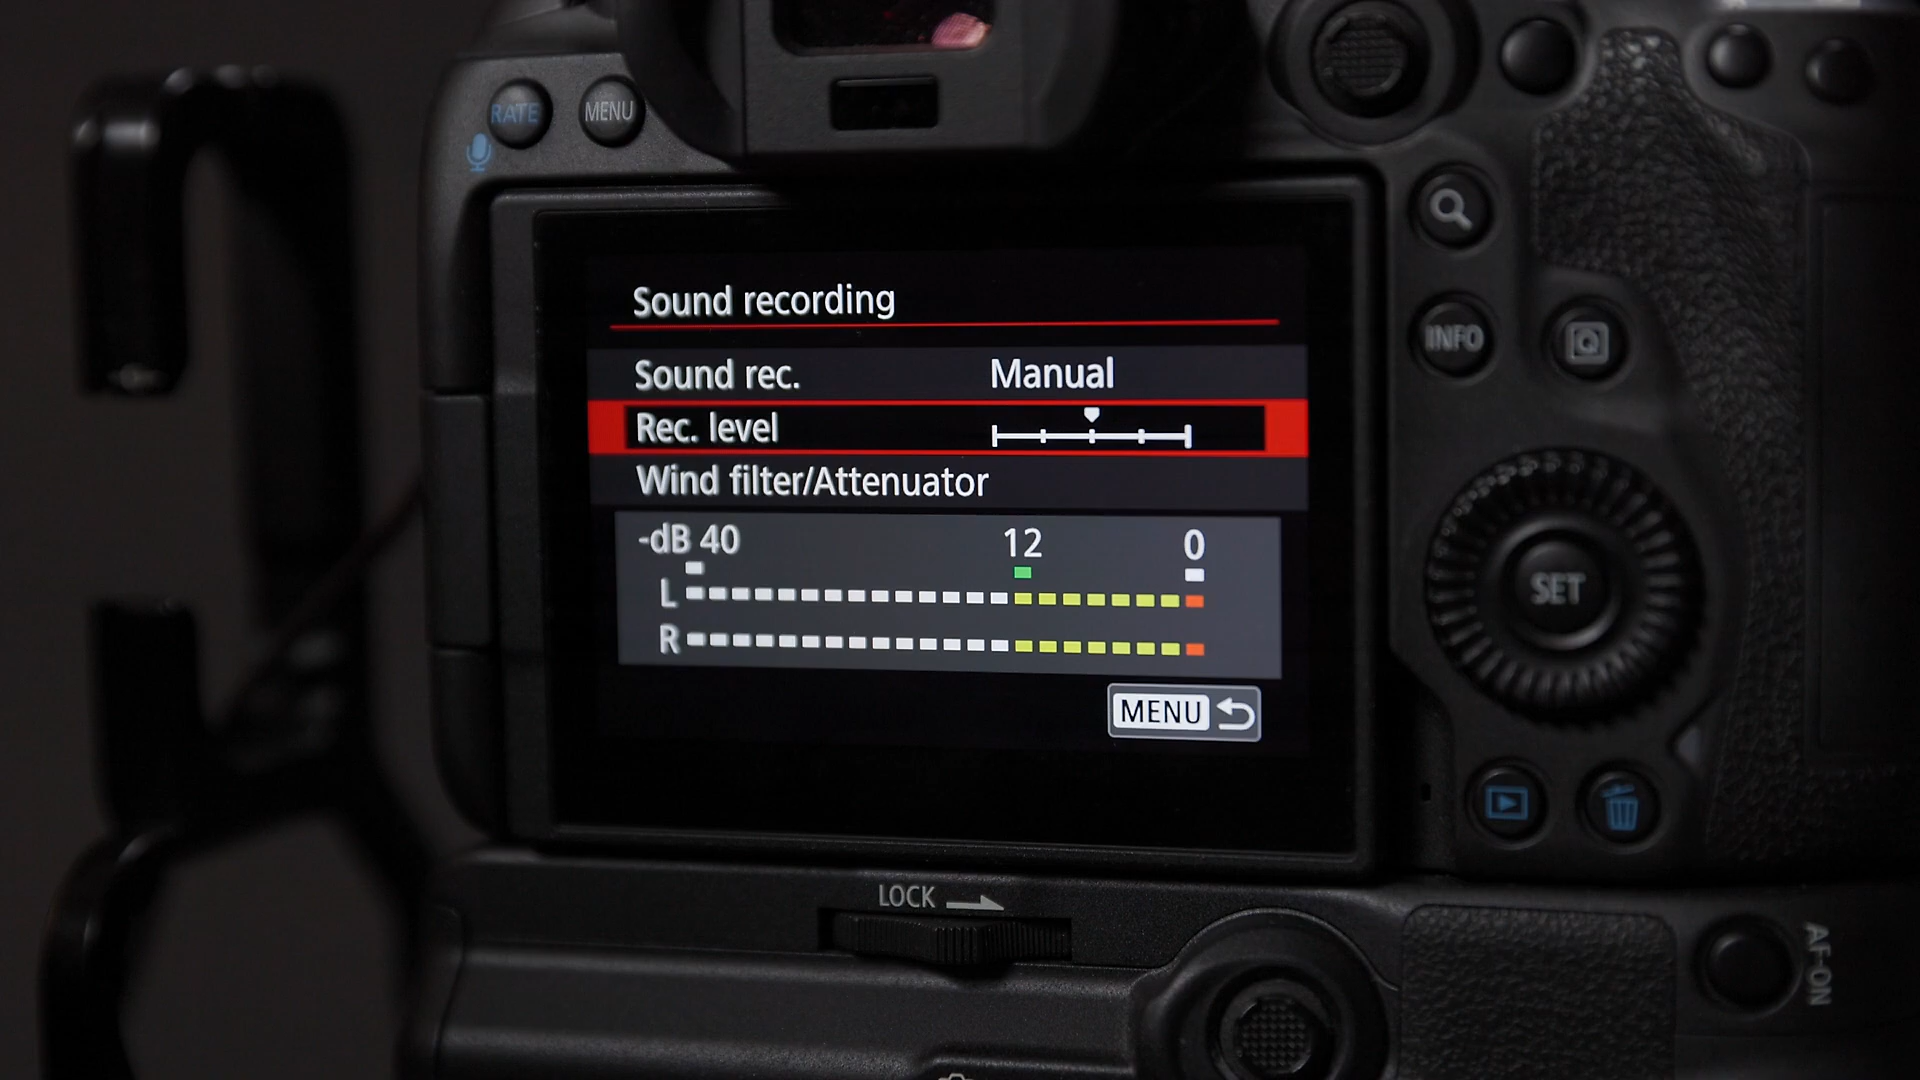 RATE MENU
Sound recording
Sound rec. Manual
Rec. level
Wind filter/Attenuator
-dB 40 12 0
L
R
MENU
INFO
Q
SET
LOCK
AF-ON